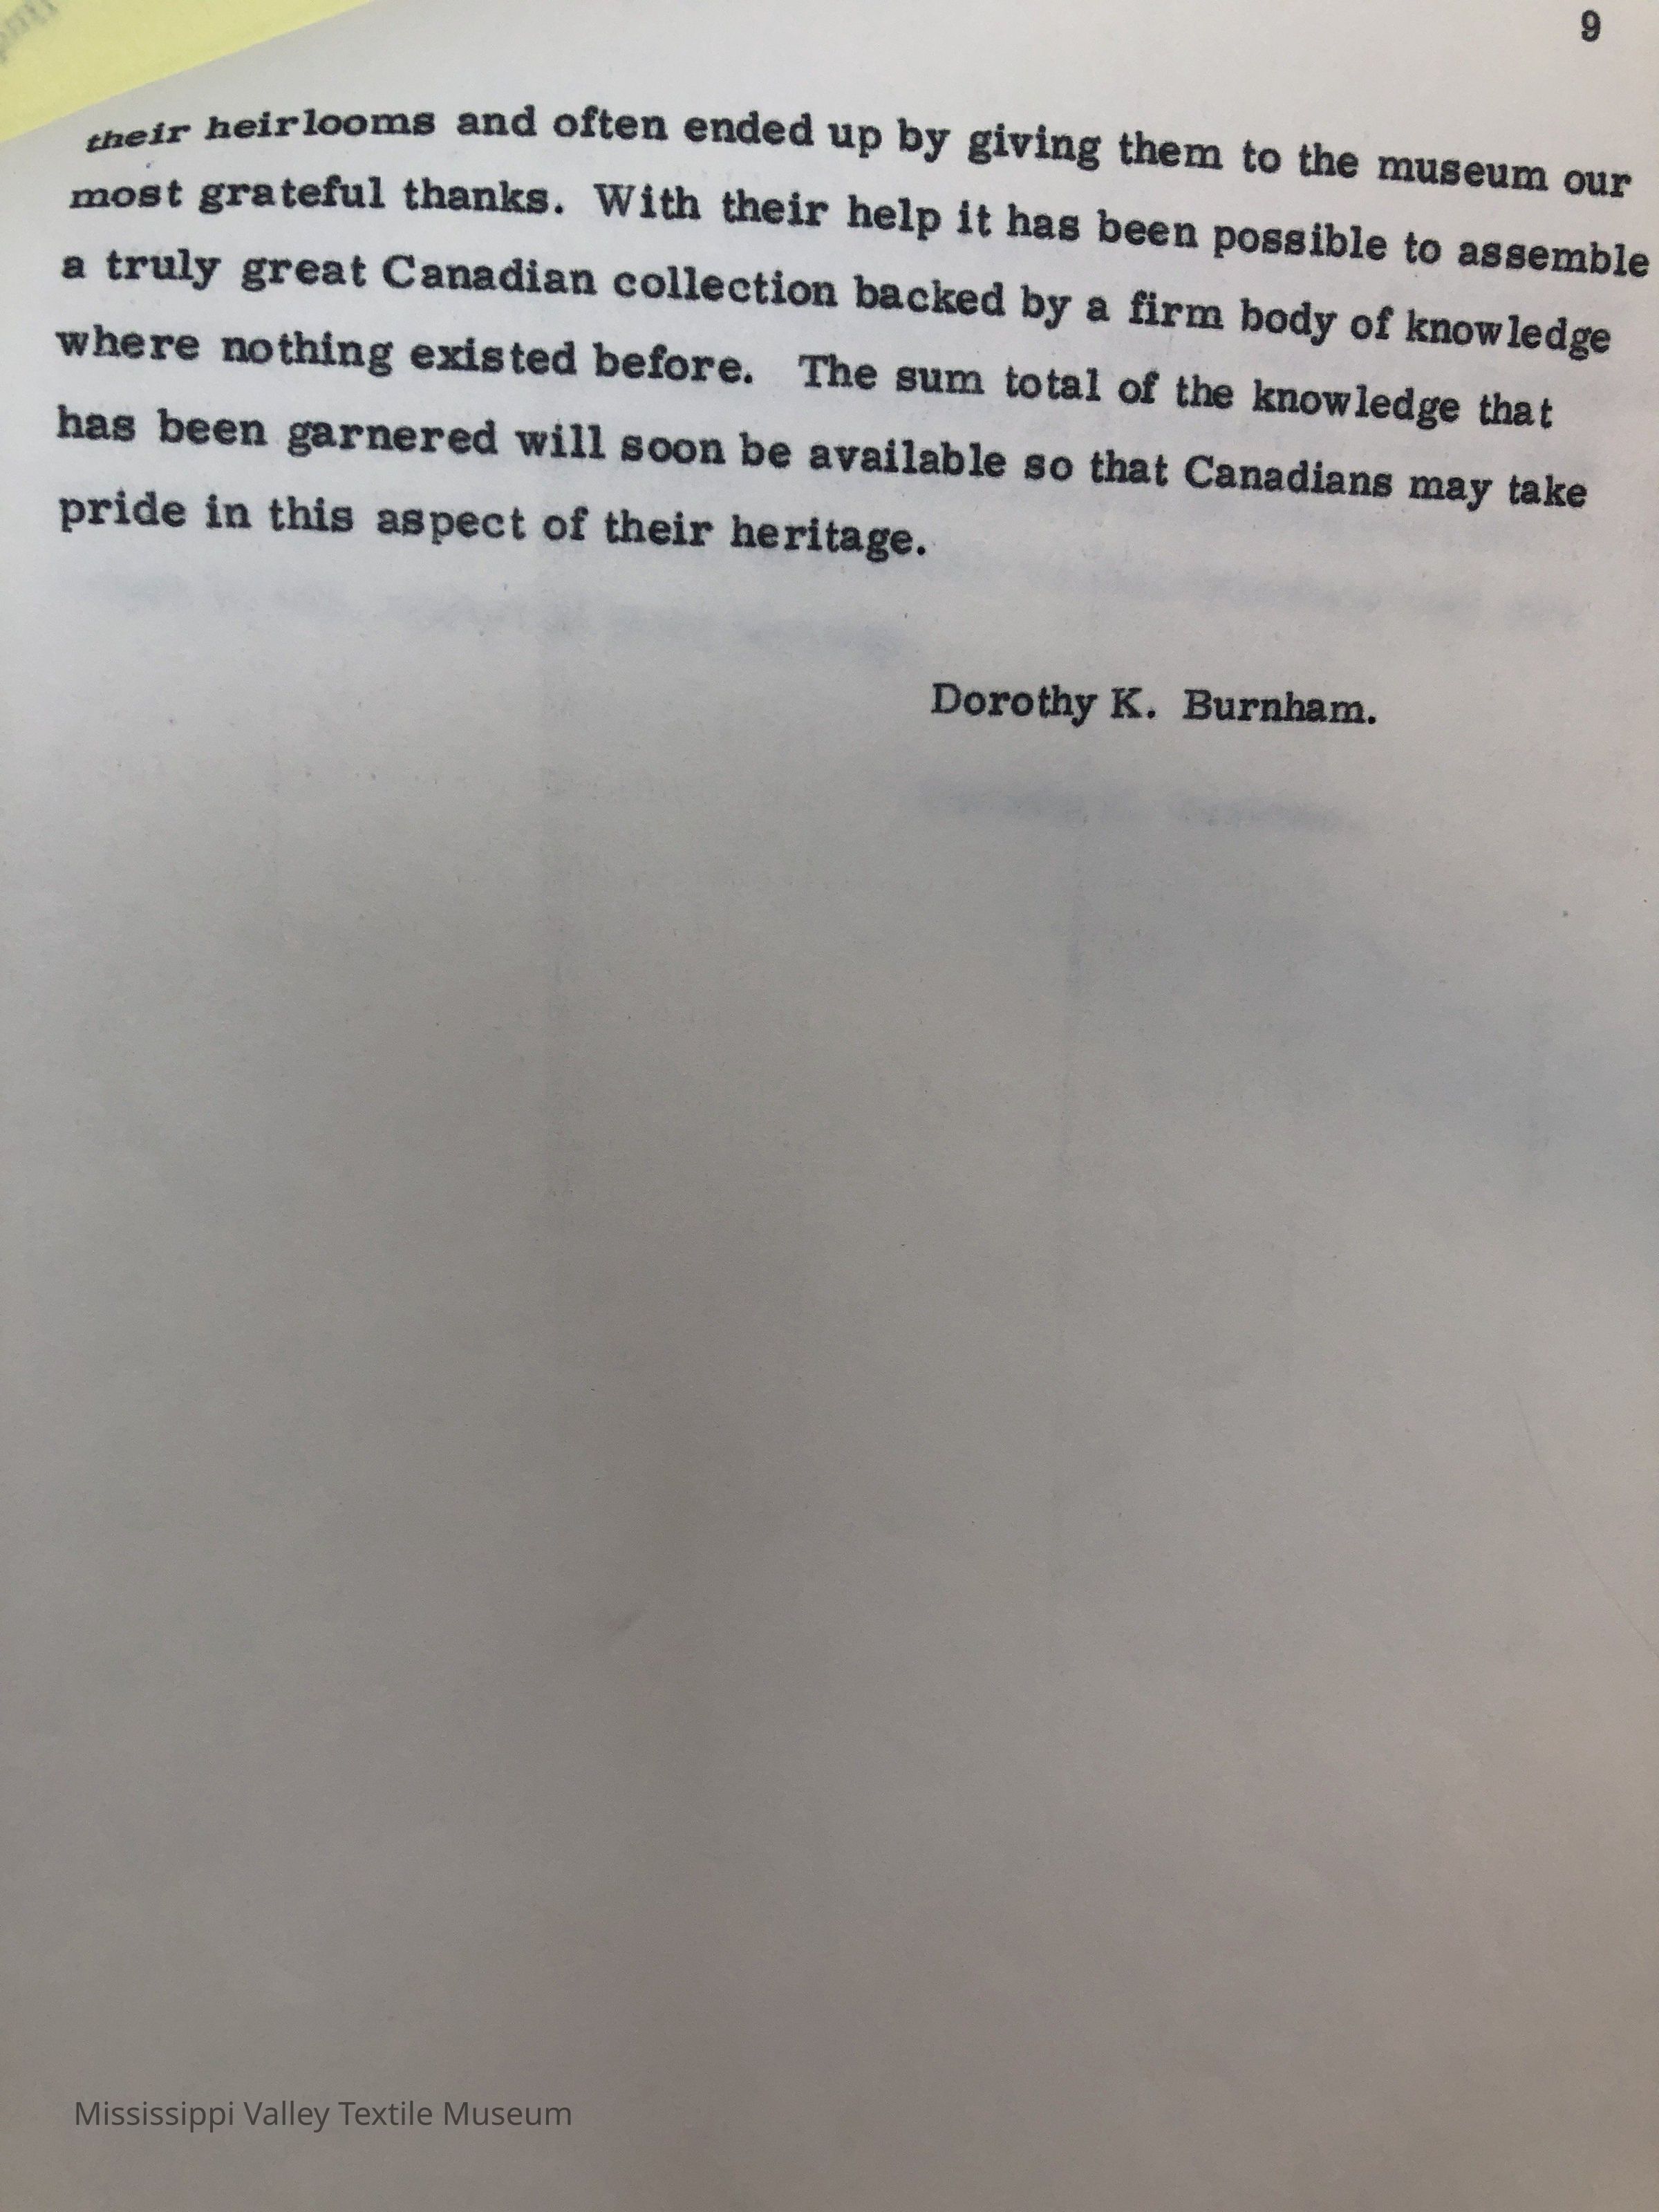 9
their heirlooms and often ended up by giving them to the museum our
most grateful thanks. With their help it has been possible to assemble
a truly great Canadian collection backed by a firm body of knowledge
where nothing existed before. The sum total of the knowledge that
has been garnered will soon be available so that Canadians may take
pride in this aspect of their heritage.
Dorothy K. Burnham.
Mississippi Valley Textile Museum